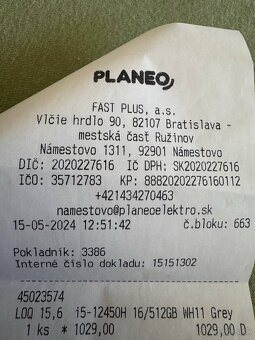 PLANEO
FAST PLUS, a.s.
Vlčie hrdlo 90, 82107 Bratislava -
mestská časť Ružinov
Námestovo 1311, 92901 Námestovo
DIČ: 2020227616 IČ DPH: SK2020227616
IČO: 35712783 KP: 88820202276160112
+421434270463
namestovo@planeoelektro.sk
15-05-2024 12:51:42 č.bloku: 663
Pokladník: 3386
Interné číslo dokladu: 15151302
45023574
LOQ 15,6 i5-12450H 16/512GB WH11 Grey
1 ks * 1029,00 1029,00 D